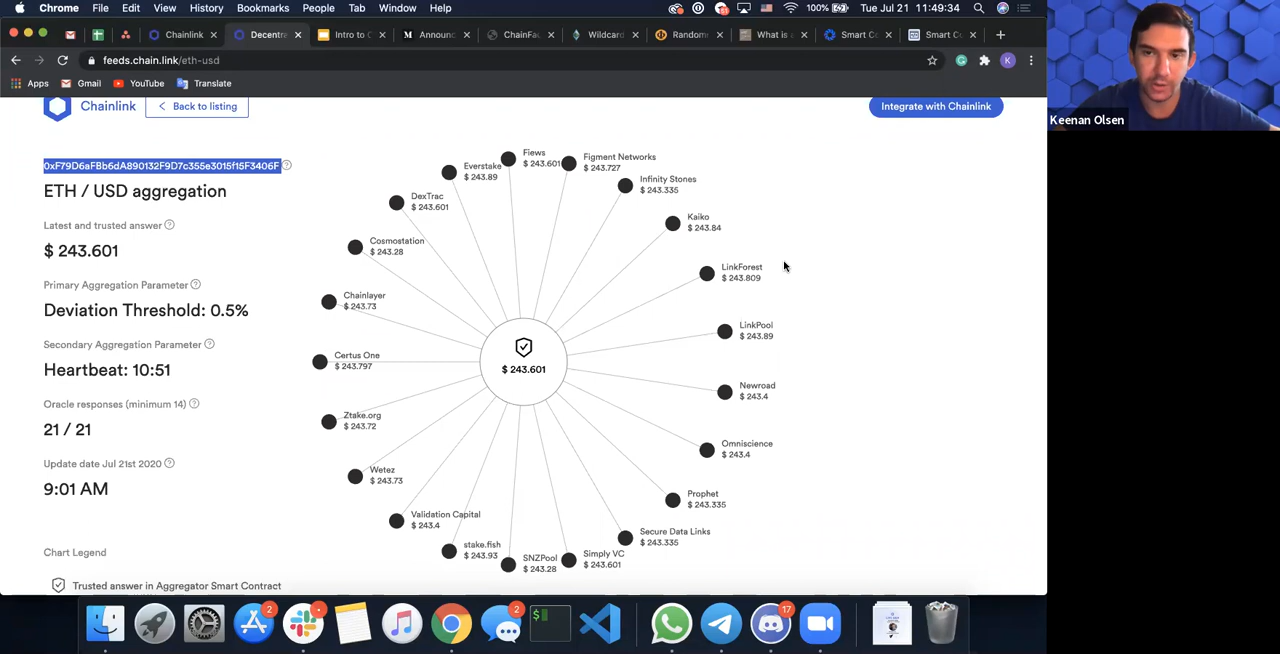 Chrome File Edit View History Bookmarks People Tab Window Help
100% Tue Jul 21 11:49:34
Chainlink
Decentra
Intro to C
Announc
ChainFau
Wildcard
Random
What is a
Smart Co
Smart Co
feeds.chain.link/eth-usd
K
Apps Gmail YouTube Translate
Keenan Olsen
Chainlink
Back to listing
Integrate with Chainlink
0xF79D6aFBb6dA890132F9D7c355e3015f15F3406F
ETH / USD aggregation
Latest and trusted answer
$ 243.601
Primary Aggregation Parameter
Deviation Threshold: 0.5%
Secondary Aggregation Parameter
Heartbeat: 10:51
Oracle responses (minimum 14)
21 / 21
Update date Jul 21st 2020
9:01 AM
Chart Legend
Trusted answer in Aggregator Smart Contract
Fiews
$ 243.601
Figment Networks
$ 243.727
Infinity Stones
$ 243.335
Kaiko
$ 243.84
LinkForest
$ 243.809
LinkPool
$ 243.89
Newroad
$ 243.4
Omniscience
$ 243.4
Prophet
$ 243.335
Secure Data Links
$ 243.335
Simply VC
$ 243.601
SNZPool
$ 243.28
stake.fish
$ 243.93
Validation Capital
$ 243.4
Wetez
$ 243.73
Ztake.org
$ 243.72
Certus One
$ 243.797
Chainlayer
$ 243.73
Cosmostation
$ 243.28
DexTrac
$ 243.601
Everstake
$ 243.89
$ 243.601
2
2
17